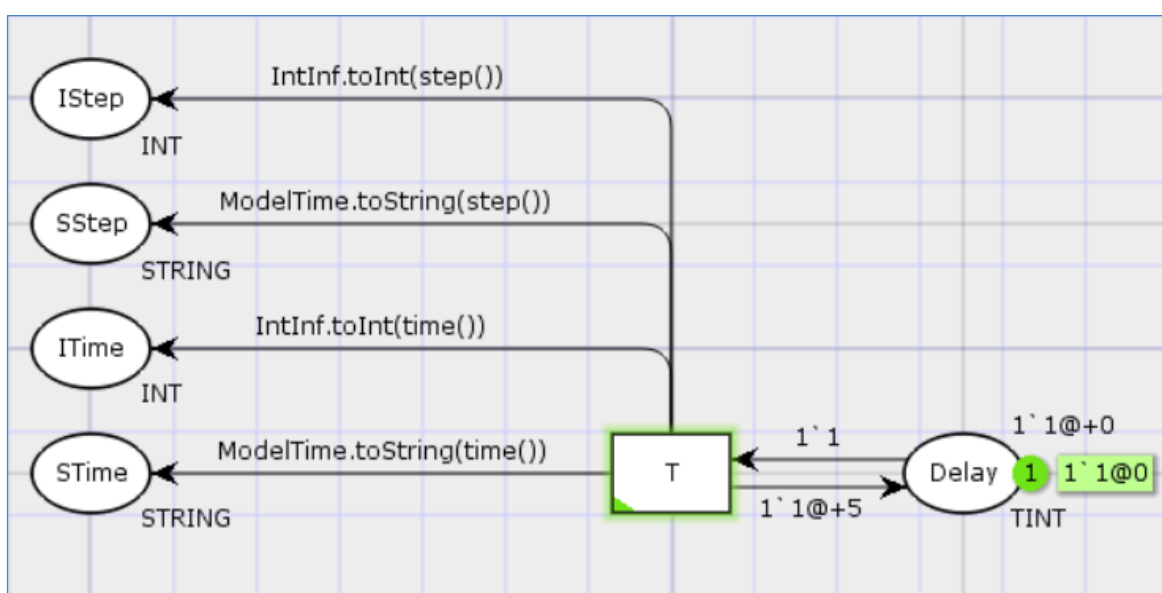 IntInf.toInt(step())
IStep
INT
ModelTime.toString(step())
SStep
STRING
IntInf.toInt(time())
ITime
INT
ModelTime.toString(time())
STime
STRING
T
1`1
1`1@+5
1`1@+0
Delay
1
1`1@0
TINT